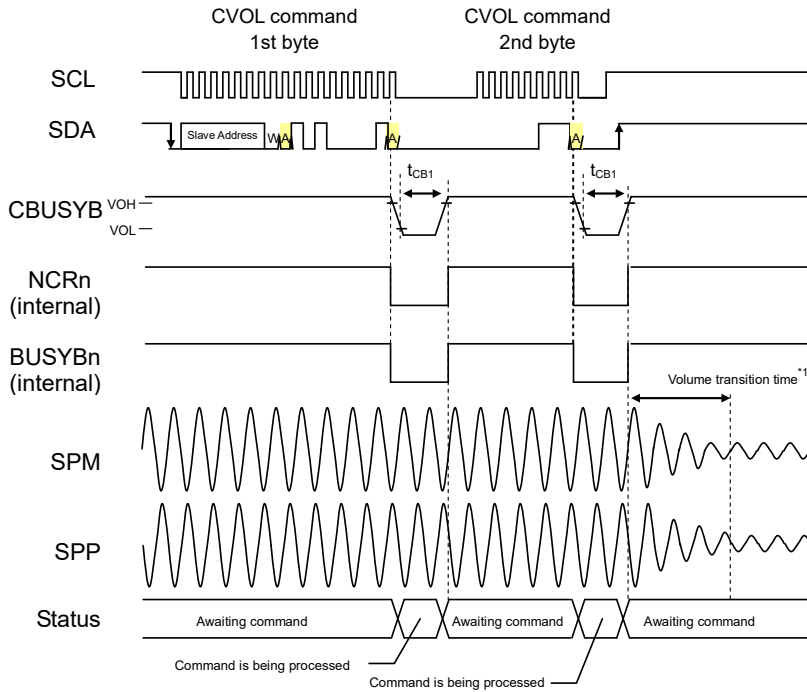 CVOL command
1st byte
CVOL command
2nd byte
SCL
SDA
Slave Address
W
A
A
A
tCB1
tCB1
CBUSYB
VOH
VOL
NCRn
(internal)
BUSYBn
(internal)
Volume transition time*1
SPM
SPP
Status
Awaiting command
Awaiting command
Awaiting command
Command is being processed
Command is being processed